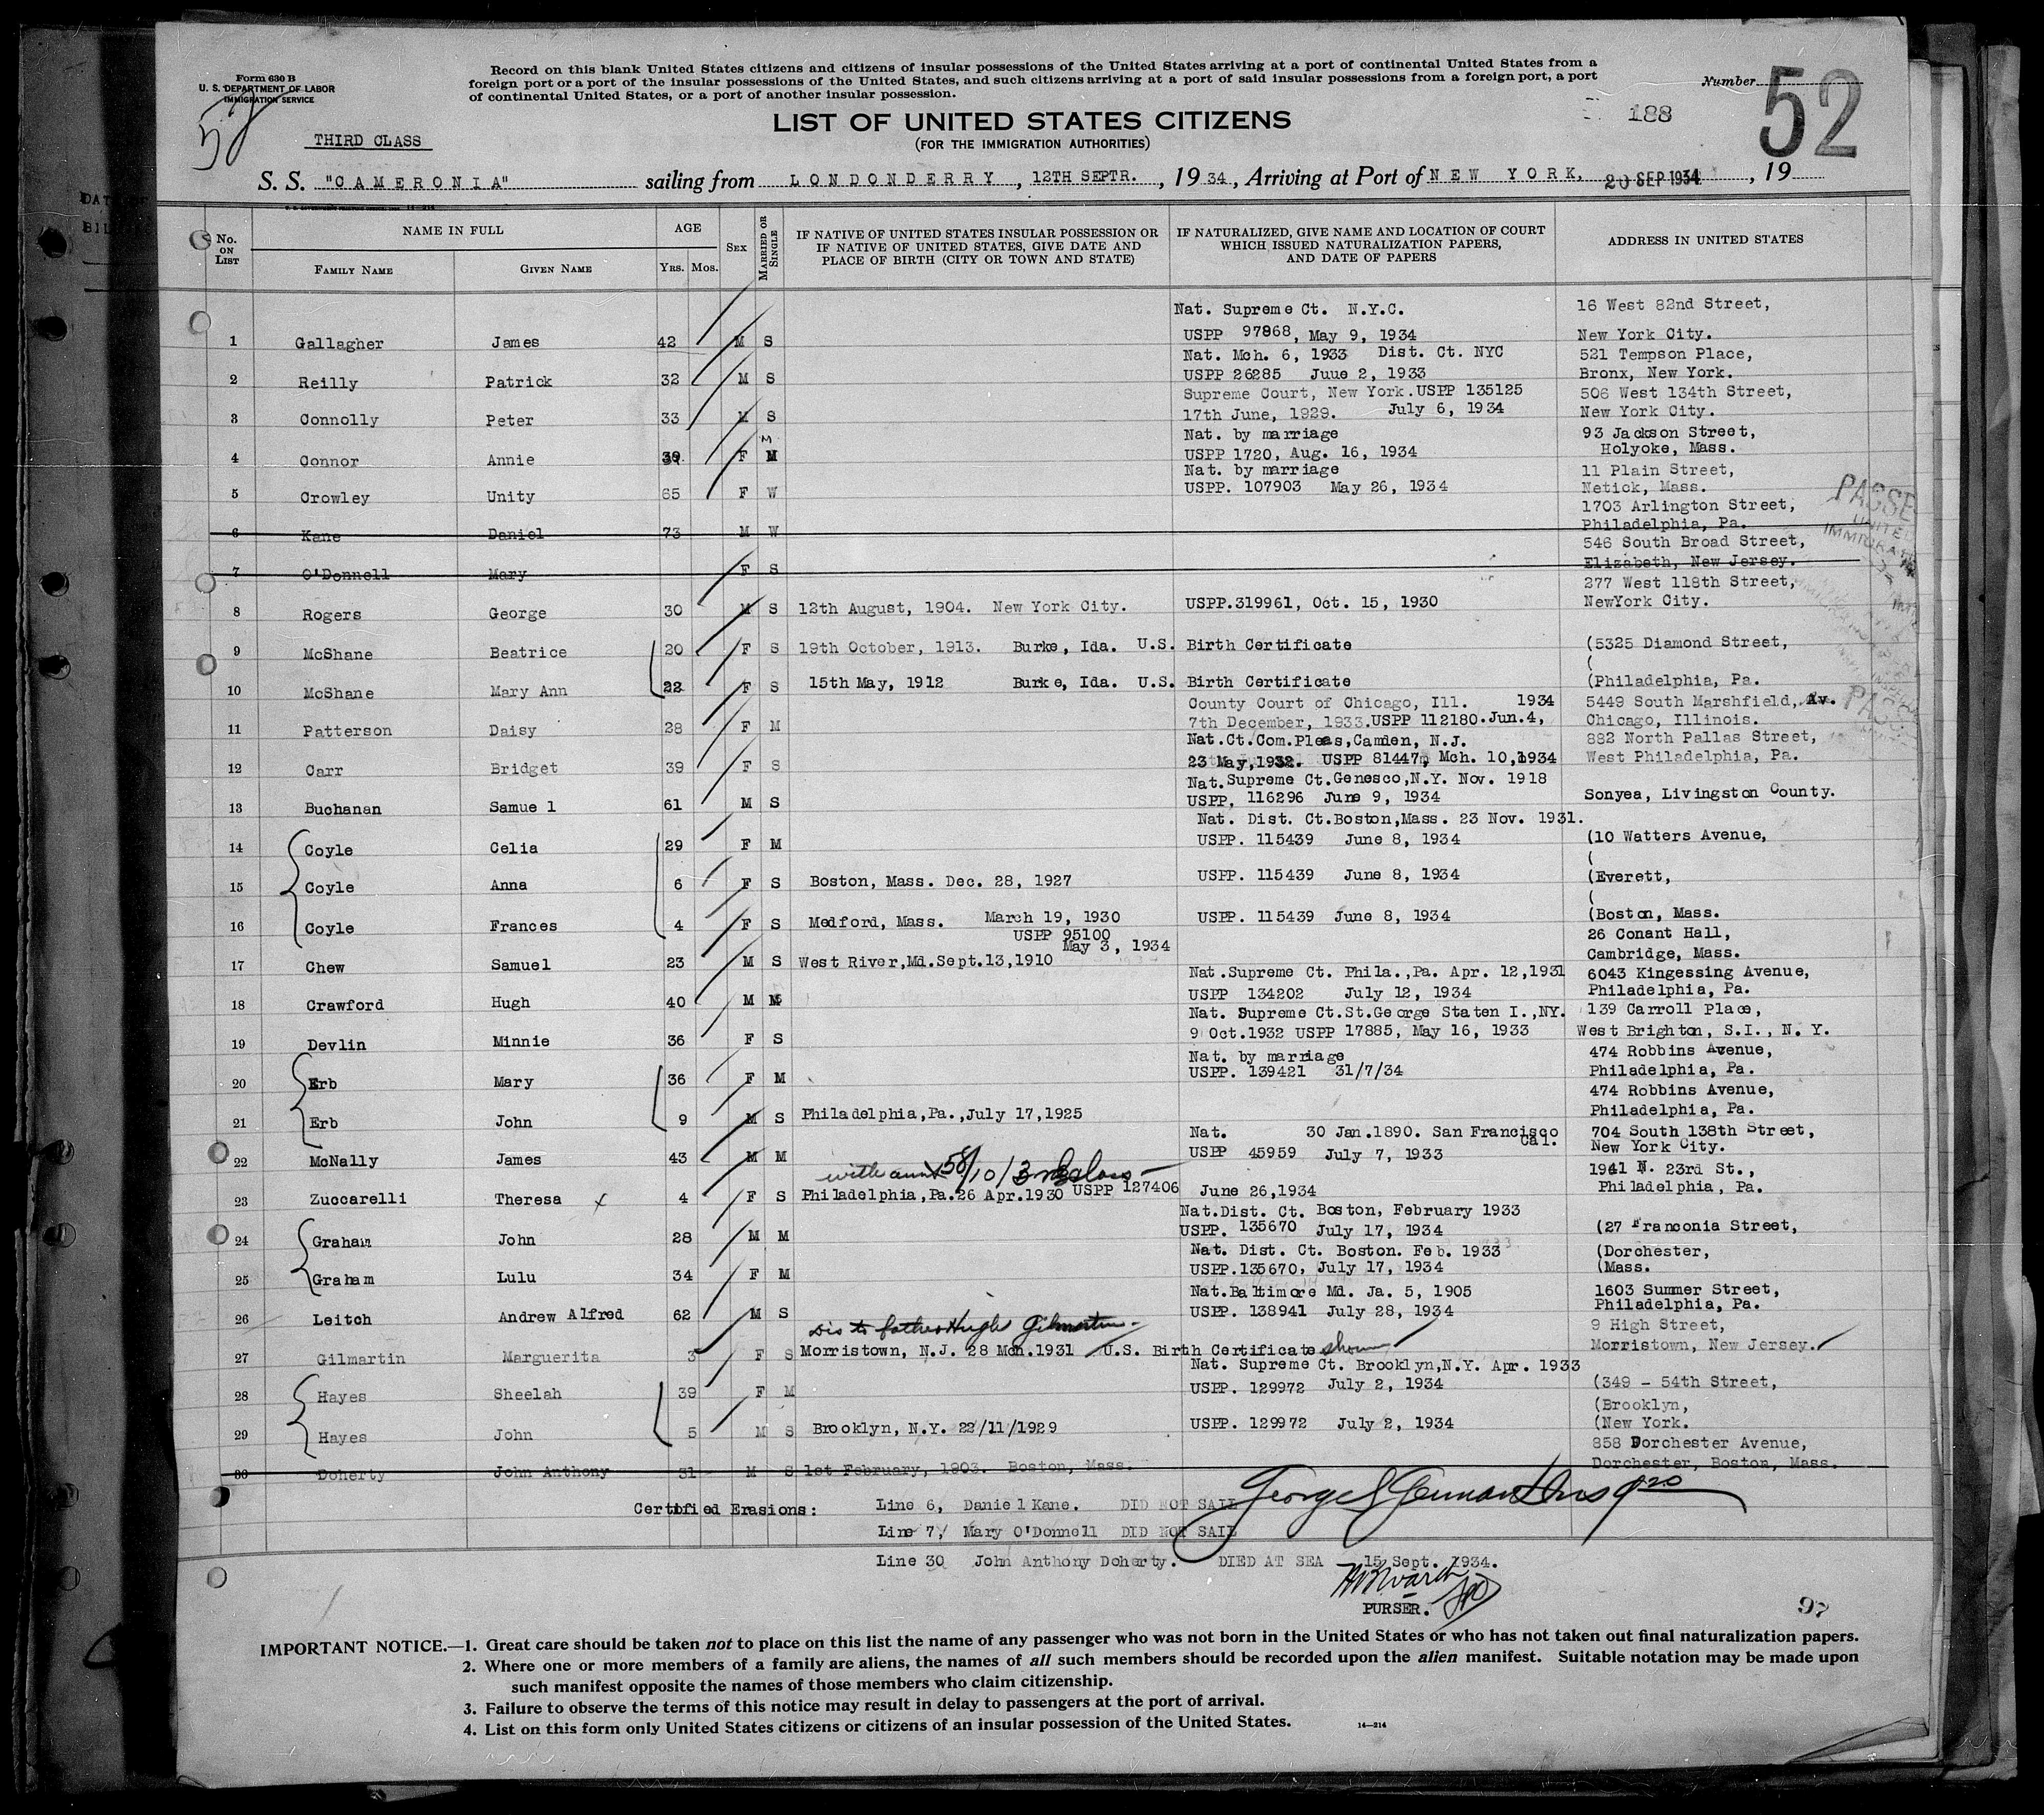 Form 630 B
U. S. DEPARTMENT OF LABOR
IMMIGRATION SERVICE
Record on this blank United States citizens and citizens of insular possessions of the United States arriving at a port of continental United States from a
foreign port or a port of the insular possessions of the United States, and such citizens arriving at a port of said insular possessions from a foreign port, a port
of continental United States, or a port of another insular possession.
Number
52
188
THIRD CLASS
LIST OF UNITED STATES CITIZENS
(FOR THE IMMIGRATION AUTHORITIES)
S. S. "CAMERONIA" sailing from LONDONDERRY, 12TH SEPTR., 1934, Arriving at Port of NEW YORK, 20 SEP 1934, 19
No. ON LIST
NAME IN FULL
FAMILY NAME
GIVEN NAME
AGE
YRS. MOS.
SEX
MARRIED OR SINGLE
IF NATIVE OF UNITED STATES INSULAR POSSESSION OR
IF NATIVE OF UNITED STATES, GIVE DATE AND
PLACE OF BIRTH (CITY OR TOWN AND STATE)
IF NATURALIZED, GIVE NAME AND LOCATION OF COURT
WHICH ISSUED NATURALIZATION PAPERS,
AND DATE OF PAPERS
ADDRESS IN UNITED STATES
Nat. Supreme Ct. N.Y.C. 16 West 82nd Street,
1 Gallagher James 42 M S USPP 97868, May 9, 1934 New York City.
Nat. Mch. 6, 1933 Dist. Ct. NYC 521 Tempson Place,
2 Reilly Patrick 32 M S USPP 26285 Juue 2, 1933 Bronx, New York.
Supreme Court, New York. USPP 135125 506 West 134th Street,
3 Connolly Peter 33 M S 17th June, 1929. July 6, 1934 New York City.
Nat. by marriage 93 Jackson Street,
4 Connor Annie 39 F M USPP 1720, Aug. 16, 1934 Holyoke, Mass.
Nat. by marriage 11 Plain Street,
5 Crowley Unity 65 F W USPP. 107903 May 26, 1934 Netick, Mass.
1703 Arlington Street,
6 Kane Daniel 73 M W Philadelphia, Pa.
546 South Broad Street,
7 O'Donnell Mary F S Elizabeth, New Jersey.
277 West 118th Street,
8 Rogers George 30 M S 12th August, 1904. New York City. USPP.319961, Oct. 15, 1930 NewYork City.
9 McShane Beatrice 20 F S 19th October, 1913. Burke, Ida. U.S. Birth Certificate (5325 Diamond Street,
(
10 McShane Mary Ann 22 F S 15th May, 1912 Burke, Ida. U.S. Birth Certificate (Philadelphia, Pa.
County Court of Chicago, Ill. 1934 5449 South Marshfield, Av.
11 Patterson Daisy 28 F M 7th December, 1933. USPP 112180. Jun.4, Chicago, Illinois.
Nat.Ct.Com.Pleas,Camden, N.J. 882 North Pallas Street,
12 Carr Bridget 39 F S 23 May,1932. USPP 81447, Mch. 10,1934 West Philadelphia, Pa.
Nat.Supreme Ct.Genesco,N.Y. Nov. 1918
13 Buchanan Samue l 61 M S USPP, 116296 June 9, 1934 Sonyea, Livingston County.
Nat. Dist. Ct.Boston,Mass. 23 Nov. 1931.
14 Coyle Celia 29 F M USPP. 115439 June 8, 1934 (10 Watters Avenue,
(
15 Coyle Anna 6 F S Boston, Mass. Dec. 28, 1927 USPP. 115439 June 8, 1934 (Everett,
(
16 Coyle Frances 4 F S Medford, Mass. March 19, 1930 USPP. 115439 June 8, 1934 (Boston, Mass.
USPP 95100 26 Conant Hall,
May 3, 1934
17 Chew Samuel 23 M S West River,Md.Sept.13,1910 Cambridge, Mass.
Nat.Supreme Ct. Phila.,Pa. Apr. 12,1931 6043 Kingessing Avenue,
18 Crawford Hugh 40 M M USPP 134202 July 12, 1934 Philadelphia, Pa.
Nat. Supreme Ct.St.George Staten I.,NY. 139 Carroll Place,
19 Devlin Minnie 36 F S 9 Oct.1932 USPP 17885, May 16, 1933 West Brighton, S.I., N. Y.
Nat. by marriage 474 Robbins Avenue,
20 Erb Mary 36 F M USPP. 139421 31/7/34 Philadelphia, Pa.
474 Robbins Avenue,
21 Erb John 9 M S Philadelphia,Pa.,July 17,1925 Philadelphia, Pa.
Nat. 30 Jan.1890. San Francisco Cal. 704 South 138th Street,
22 McNally James 43 M M USPP 45959 July 7, 1933 New York City.
with aunt 58/10/ 1941 N. 23rd St.,
23 Zuccarelli Theresa x 4 F S Philadelphia,Pa.26 Apr.1930 USPP 127406 June 26,1934 Philadelphia, Pa.
Nat.Dist. Ct. Boston, February 1933
24 Graham John 28 M M USPP. 135670 July 17, 1934 (27 Franconia Street,
Nat. Dist. Ct. Boston. Feb. 1933 (Dorchester,
25 Graham Lulu 34 F M USPP.135670, July 17, 1934 (Mass.
Nat.Baltimore Md. Ja. 5, 1905 1603 Summer Street,
26 Leitch Andrew Alfred 62 M S USPP. 138941 July 28, 1934 Philadelphia, Pa.
Dis to father Hugh Gilmartin 9 High Street,
27 Gilmartin Marguerita 3 F S Morristown, N.J. 28 Mch.1931 U.S. Birth Certificate shown Morristown, New Jersey.
Nat. Supreme Ct. Brooklyn,N.Y. Apr. 1933
28 Hayes Sheelah 39 F M USPP. 129972 July 2, 1934 (349 - 54th Street,
(Brooklyn,
29 Hayes John 5 M S Brooklyn, N.Y. 22/11/1929 USPP. 129972 July 2, 1934 (New York.
858 Dorchester Avenue,
30 Doherty John Anthony 31 M S 1st February, 1903. Boston, Mass. Dorchester, Boston, Mass.
Certified Erasions: Line 6, Danie l Kane. DID NOT SAIL
Line 7, Mary O'Donnell DID NOT SAIL
Line 30 John Anthony Doherty. DIED AT SEA 15 Sept. 1934.
PURSER.
97
IMPORTANT NOTICE.—1. Great care should be taken not to place on this list the name of any passenger who was not born in the United States or who has not taken out final naturalization papers.
2. Where one or more members of a family are aliens, the names of all such members should be recorded upon the alien manifest. Suitable notation may be made upon
such manifest opposite the names of those members who claim citizenship.
3. Failure to observe the terms of this notice may result in delay to passengers at the port of arrival.
4. List on this form only United States citizens or citizens of an insular possession of the United States.
14—214